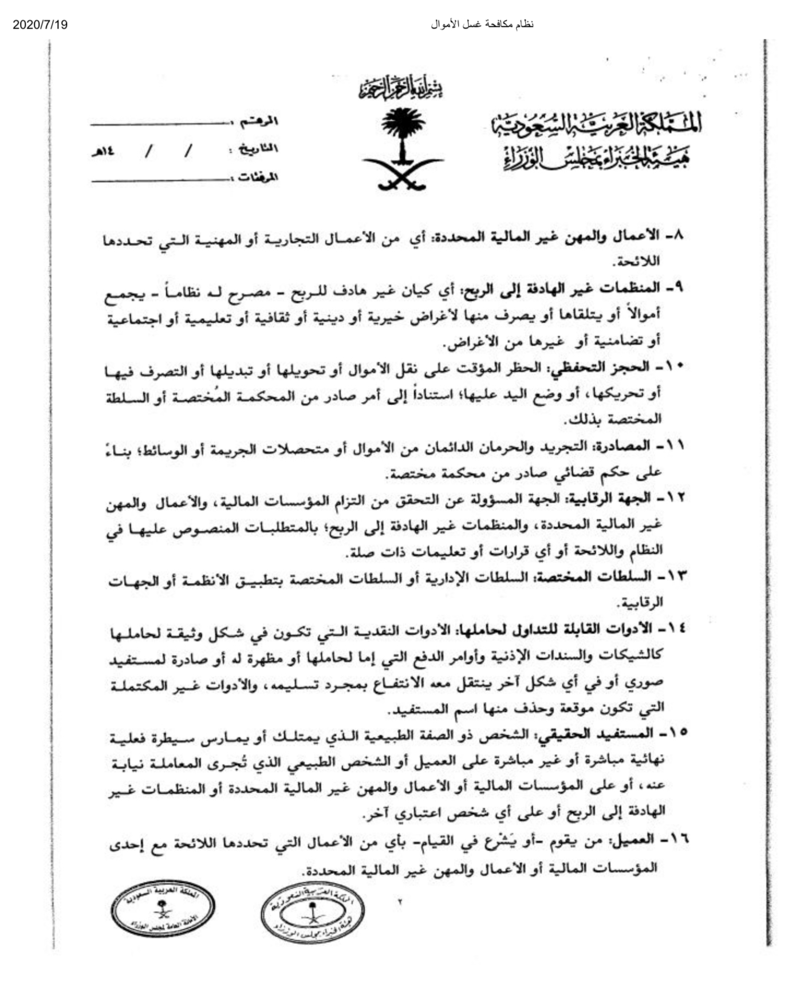 2020/7/19
نظام مكافحة غسل الأموال
بسم الله الرحمن الرحيم
المملكة العربية السعودية
هيئة الخبراء بمجلس الوزراء
الرقم :
التاريخ : / / ١٤هـ
المرفقات :
٨- الأعمال والمهن غير المالية المحددة: أي من الأعمال التجارية أو المهنية التي تحددها
اللائحة.
٩- المنظمات غير الهادفة إلى الربح: أي كيان غير هادف للربح – مصرح له نظاماً – يجمع
أموالاً أو يتلقاها أو يصرف منها لأغراض خيرية أو دينية أو ثقافية أو تعليمية أو اجتماعية
أو تضامنية أو غيرها من الأغراض.
١٠- الحجز التحفظي: الحظر المؤقت على نقل الأموال أو تحويلها أو تبديلها أو التصرف فيها
أو تحريكها، أو وضع اليد عليها؛ استناداً إلى أمر صادر من المحكمة المُختصة أو السلطة
المختصة بذلك.
١١- المصادرة: التجريد والحرمان الدائمان من الأموال أو متحصلات الجريمة أو الوسائط؛ بناءً
على حكم قضائي صادر من محكمة مختصة.
١٢- الجهة الرقابية: الجهة المسؤولة عن التحقق من التزام المؤسسات المالية، والأعمال والمهن
غير المالية المحددة، والمنظمات غير الهادفة إلى الربح؛ بالمتطلبات المنصوص عليها في
النظام واللائحة أو أي قرارات أو تعليمات ذات صلة.
١٣- السلطات المختصة: السلطات الإدارية أو السلطات المختصة بتطبيق الأنظمة أو الجهات
الرقابية.
١٤- الأدوات القابلة للتداول لحاملها: الأدوات النقدية التي تكون في شكل وثيقة لحاملها
كالشيكات والسندات الإذنية وأوامر الدفع التي إما لحاملها أو مظهرة له أو صادرة لمستفيد
صوري أو في أي شكل آخر ينتقل معه الانتفاع بمجرد تسليمه، والأدوات غير المكتملة
التي تكون موقعة وحذف منها اسم المستفيد.
١٥- المستفيد الحقيقي: الشخص ذو الصفة الطبيعية الذي يمتلك أو يمارس سيطرة فعلية
نهائية مباشرة أو غير مباشرة على العميل أو الشخص الطبيعي الذي تُجرى المعاملة نيابة
عنه، أو على المؤسسات المالية أو الأعمال والمهن غير المالية المحددة أو المنظمات غير
الهادفة إلى الربح أو على أي شخص اعتباري آخر.
١٦- العميل: من يقوم -أو يَشْرع في القيام- بأي من الأعمال التي تحددها اللائحة مع إحدى
المؤسسات المالية أو الأعمال والمهن غير المالية المحددة.
٢
المملكة العربية السعودية
هيئة الخبراء بمجلس الوزراء
المملكة العربية السعودية
الأمانة العامة لمجلس الوزراء